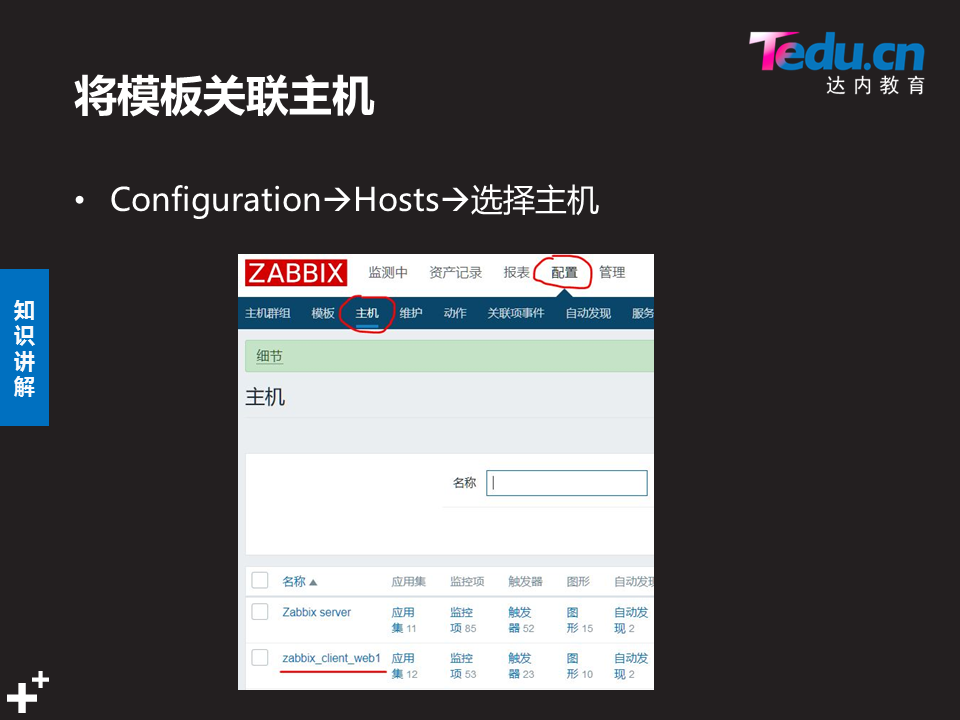 Tedu.cn
达内教育
将模板关联主机
• Configuration→Hosts→选择主机
知识讲解
ZABBIX 监测中 资产记录 报表 配置 管理
主机群组 模板 主机 维护 动作 关联项事件 自动发现 服务
细节
主机
名称
名称 ▲ 应用集 监控项 触发器 图形 自动发现
Zabbix server 应用 监控 触发 图 自动发
集 11 项 85 器 52 形 15 现 2
zabbix_client_web1 应用 监控 触发 图 自动发
集 12 项 53 器 23 形 10 现 2